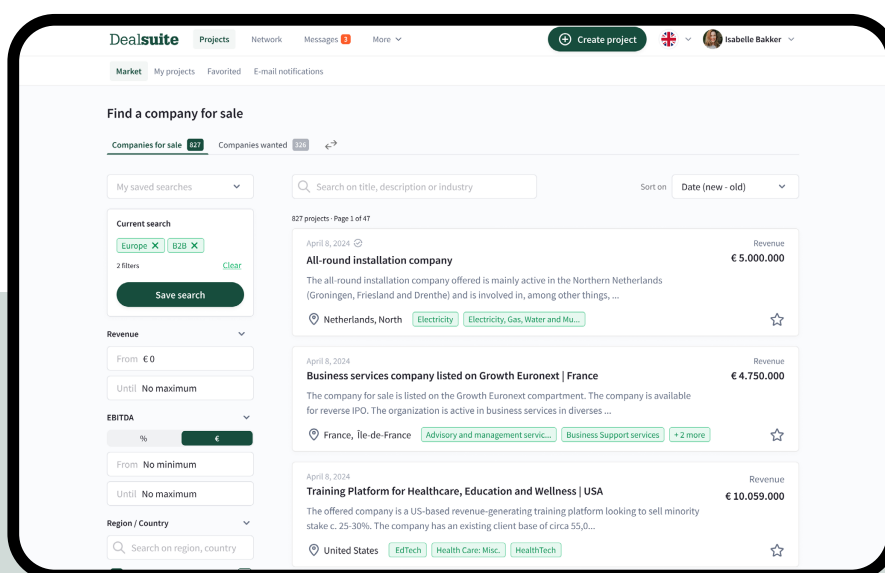 Dealsuite Projects Network Messages 3 More Create project Isabelle Bakker
Market My projects Favorited E-mail notifications
Find a company for sale
Companies for sale 827 Companies wanted 326
My saved searches
Search on title, description or industry
Sort on Date (new - old)
Current search
Europe X B2B X
2 filters Clear
Save search
Revenue
From € 0
Until No maximum
EBITDA
% €
From No minimum
Until No maximum
Region / Country
Search on region, country
827 projects · Page 1 of 47
April 8, 2024 Revenue
All-round installation company € 5.000.000
The all-round installation company offered is mainly active in the Northern Netherlands
(Groningen, Friesland and Drenthe) and is involved in, among other things, ...
Netherlands, North Electricity Electricity, Gas, Water and Mu...
April 8, 2024 Revenue
Business services company listed on Growth Euronext | France € 4.750.000
The company for sale is listed on the Growth Euronext compartment. The company is available
for reverse IPO. The organization is active in business services in diverses ...
France, Île-de-France Advisory and management servic... Business Support services + 2 more
April 8, 2024 Revenue
Training Platform for Healthcare, Education and Wellness | USA € 10.059.000
The offered company is a US-based revenue-generating training platform looking to sell minority
stake c. 25-30%. The company has an existing client base of circa 55,0...
United States EdTech Health Care: Misc. HealthTech